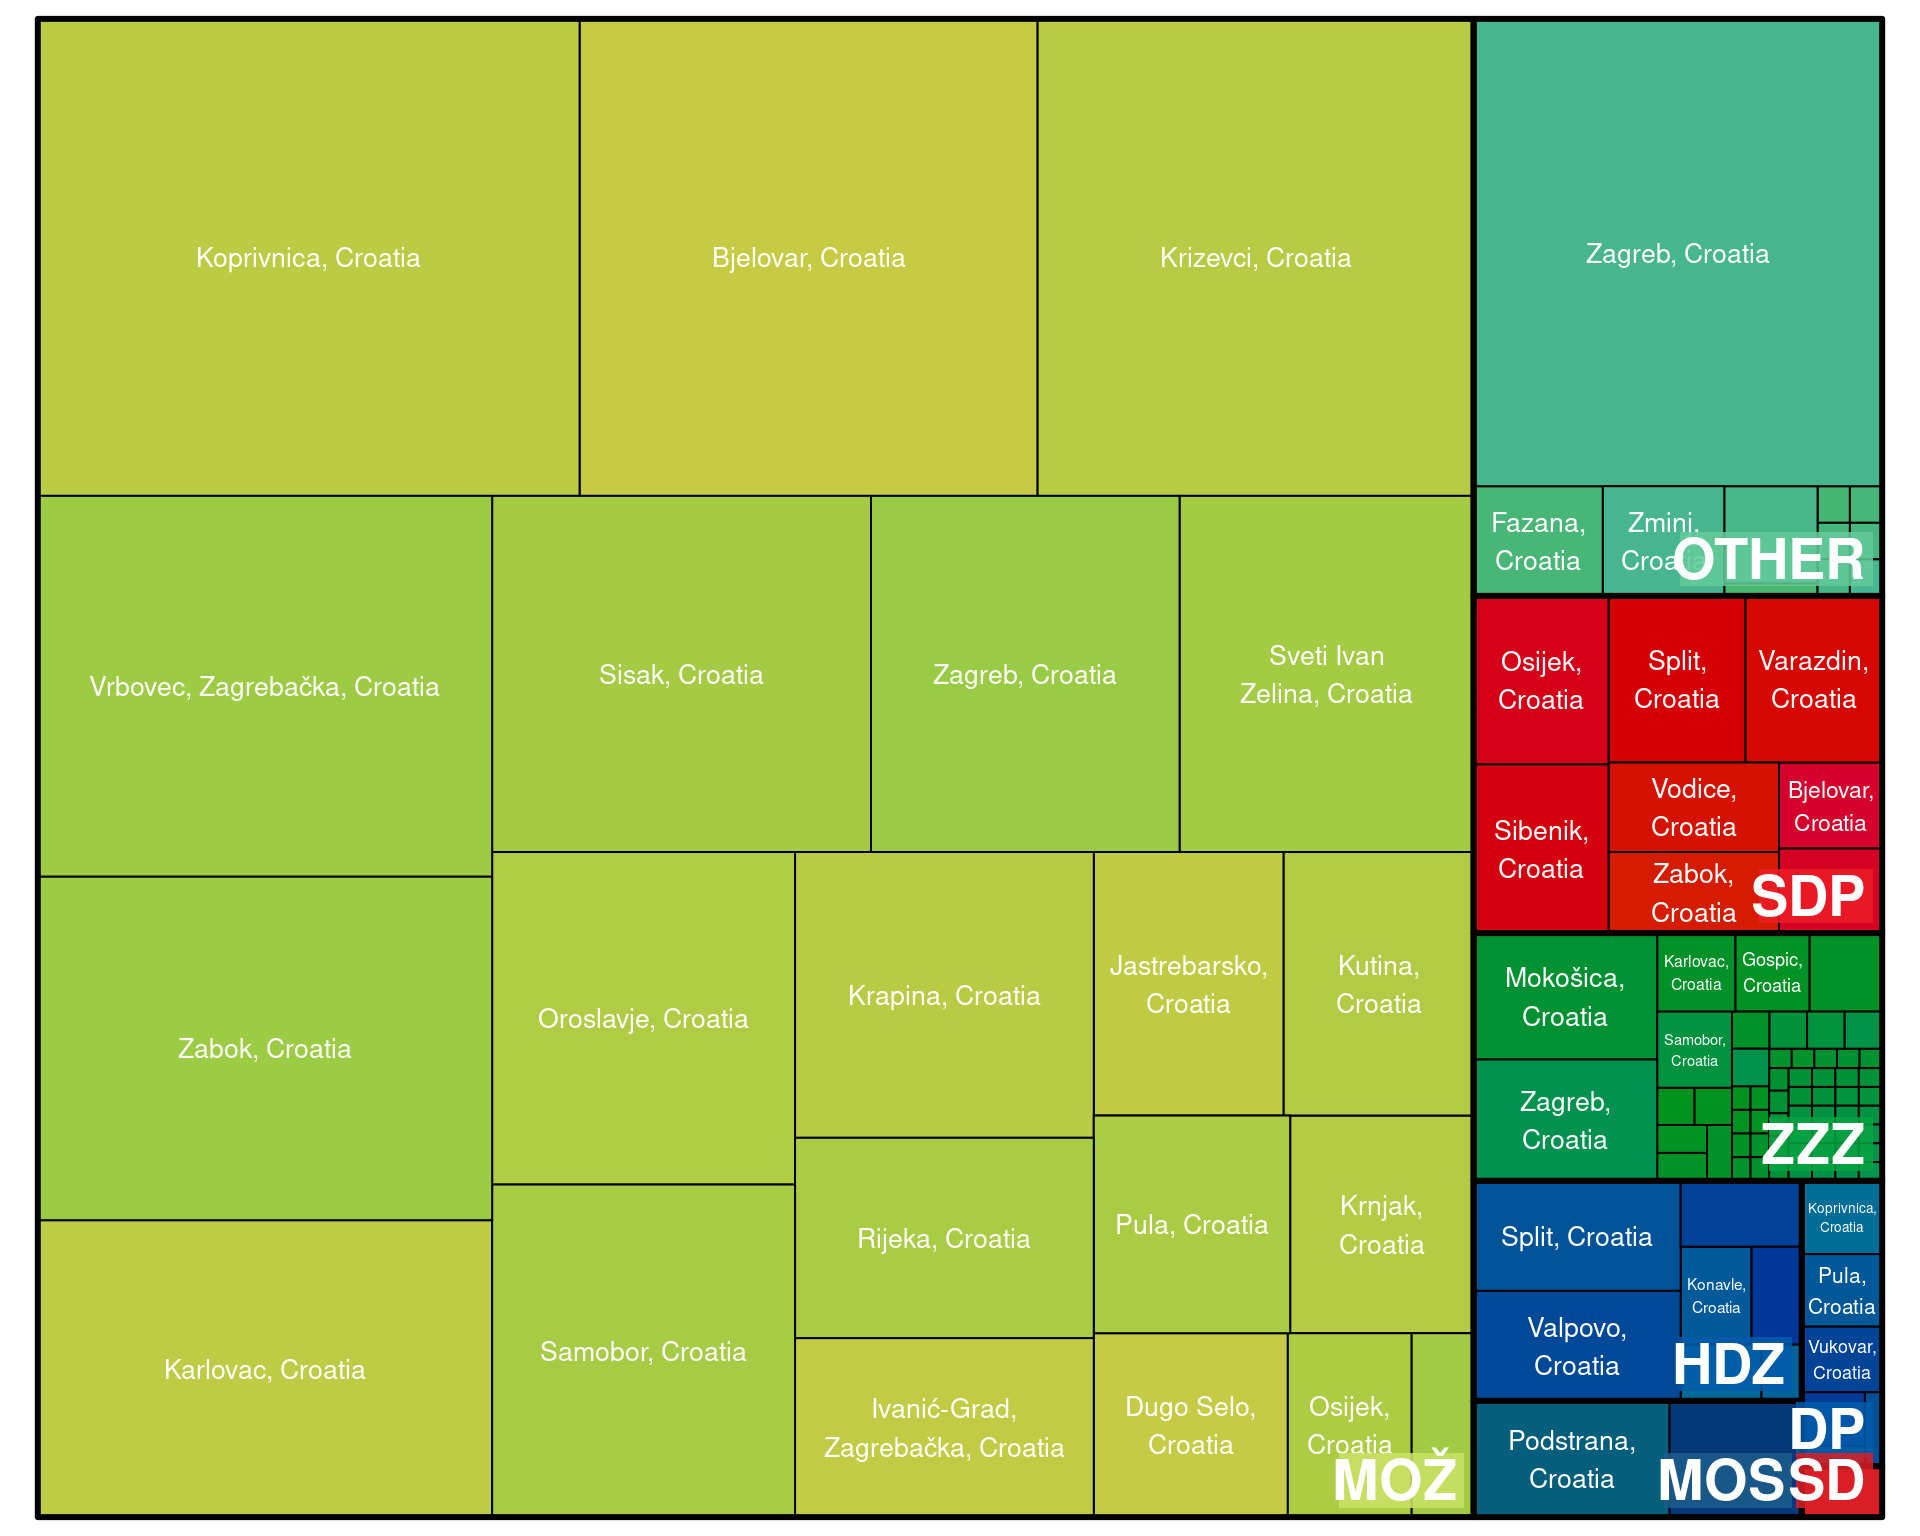 Koprivnica, Croatia
Bjelovar, Croatia
Krizevci, Croatia
Vrbovec, Zagrebačka, Croatia
Sisak, Croatia
Zagreb, Croatia
Sveti Ivan
Zelina, Croatia
Zabok, Croatia
Karlovac, Croatia
Oroslavje, Croatia
Samobor, Croatia
Krapina, Croatia
Rijeka, Croatia
Ivanić-Grad,
Zagrebačka, Croatia
Jastrebarsko,
Croatia
Kutina,
Croatia
Pula, Croatia
Krnjak,
Croatia
Dugo Selo,
Croatia
Osijek,
Croatia
MOŽ
Zagreb, Croatia
Fazana,
Croatia
Zmini,
Croatia
OTHER
Osijek,
Croatia
Split,
Croatia
Varazdin,
Croatia
Sibenik,
Croatia
Vodice,
Croatia
Bjelovar,
Croatia
Zabok,
Croatia
SDP
Mokošica,
Croatia
Karlovac,
Croatia
Gospic,
Croatia
Samobor,
Croatia
Zagreb,
Croatia
ZZZ
Split, Croatia
Konavle,
Croatia
Valpovo,
Croatia
HDZ
Koprivnica,
Croatia
Pula,
Croatia
Vukovar,
Croatia
DP
Podstrana,
Croatia
MOS
SD